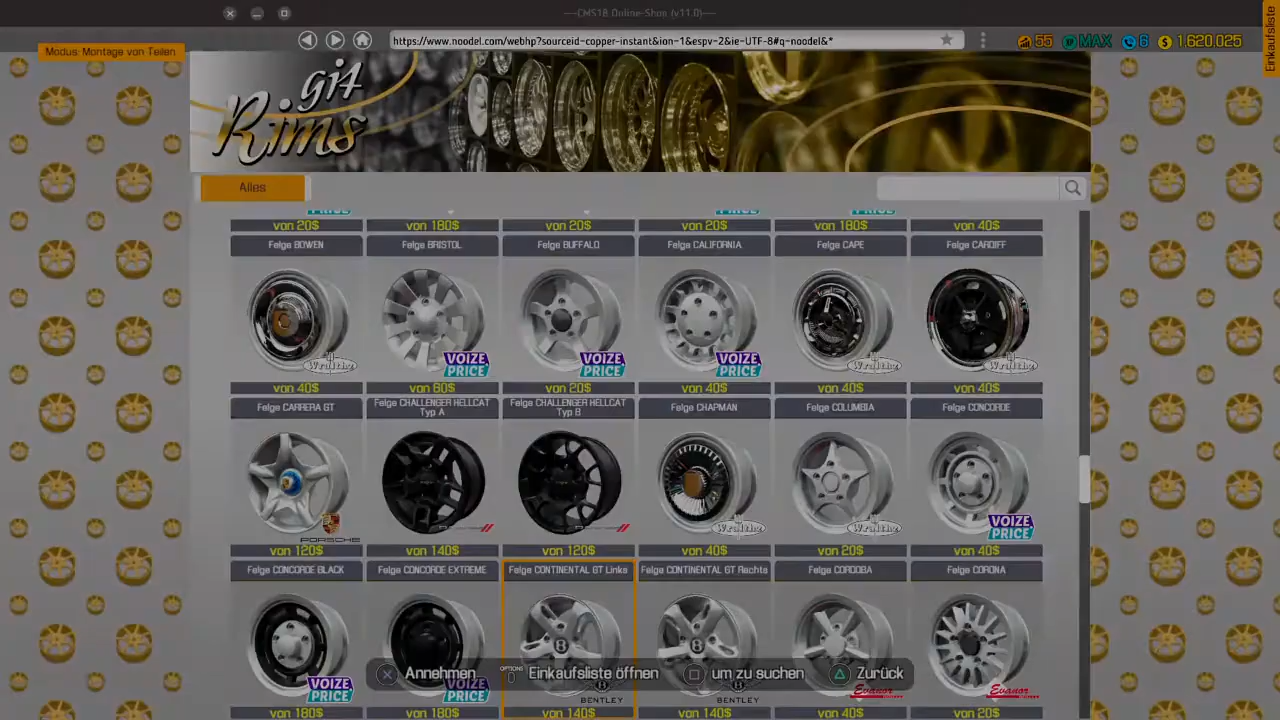 CMS18 Online-Shop (v11.0)
Modus: Montage von Teilen
https://www.noodel.com/webhp?sourceid-copper-instant&ion-1&espv-2&ie-UTF-8#q-noodel&*
55 MAX 6 1.620.025
Einkaufsliste
git
Rims
Alles
PRICE PRICE PRICE
von 20$ von 180$ von 20$ von 20$ von 180$ von 40$
Felge BOWEN Felge BRISTOL Felge BUFFALO Felge CALIFORNIA Felge CAPE Felge CARDIFF
VOIZE PRICE VOIZE PRICE VOIZE PRICE
von 40$ von 60$ von 20$ von 40$ von 40$ von 40$
Felge CARRERA GT Felge CHALLENGER HELLCAT Typ A Felge CHALLENGER HELLCAT Typ B Felge CHAPMAN Felge COLUMBIA Felge CONCORDE
PORSCHE VOIZE PRICE
von 120$ von 140$ von 120$ von 40$ von 20$ von 40$
Felge CONCORDE BLACK Felge CONCORDE EXTREME Felge CONTINENTAL GT Links Felge CONTINENTAL GT Rechts Felge CORDOBA Felge CORONA
VOIZE PRICE VOIZE PRICE BENTLEY BENTLEY Evanor Evanor
Annehmen OPTIONS Einkaufsliste öffnen um zu suchen Zurück
von 180$ von 180$ von 140$ von 140$ von 40$ von 20$